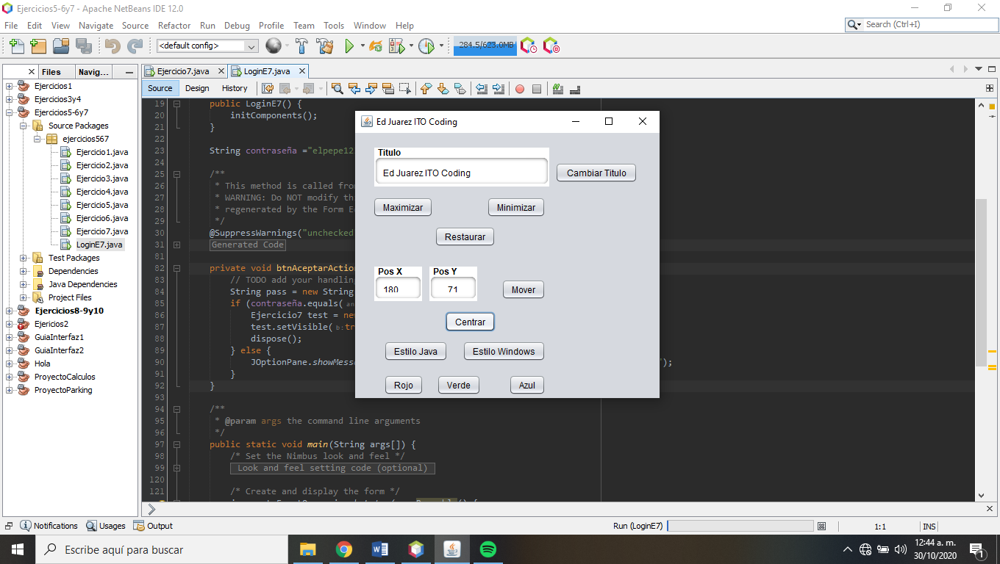 Ejercicios5-6y7 - Apache NetBeans IDE 12.0
File Edit View Navigate Source Refactor Run Debug Profile Team Tools Window Help
Search (Ctrl+I)
<default config>
284.5/623.0MB
Files Navig...
Ejercicio7.java LoginE7.java
Source Design History
Ejercicios1
Ejercicios3y4
Ejercicios5-6y7
Source Packages
ejercicios567
Ejercicio1.java
Ejercicio2.java
Ejercicio3.java
Ejercicio4.java
Ejercicio5.java
Ejercicio6.java
Ejercicio7.java
LoginE7.java
Test Packages
Dependencies
Java Dependencies
Project Files
Ejercicios8-9y10
Ejericios2
GuiaInterfaz1
GuiaInterfaz2
Hola
ProyectoCalculos
ProyectoParking
19 public LoginE7() {
20 initComponents();
21 }
22
23 String contraseña ="elpepe12
24
25 /**
26 * This method is called from
27 * WARNING: Do NOT modify th
28 * regenerated by the Form E
29 */
30 @SuppressWarnings("unchecked
31 Generated Code
81
82 private void btnAceptarAction
83 // TODO add your handlin
84 String pass = new String
85 if (contraseña.equals( an
86 Ejercicio7 test = new
87 test.setVisible( b:tr
88 dispose();
89 } else {
90 JOptionPane.showMess ");
91 }
92 }
93
94 /**
95 * @param args the command line arguments
96 */
97 public static void main(String args[]) {
98 /* Set the Nimbus look and feel */
99 Look and feel setting code (optional)
120
121 /* Create and display the form */
Ed Juarez ITO Coding
Titulo
Ed Juarez ITO Coding
Cambiar Titulo
Maximizar Minimizar
Restaurar
Pos X Pos Y
180 71 Mover
Centrar
Estilo Java Estilo Windows
Rojo Verde Azul
Notifications Usages Output
Run (LoginE7)
1:1 INS
Escribe aquí para buscar
12:44 a. m.
30/10/2020
1